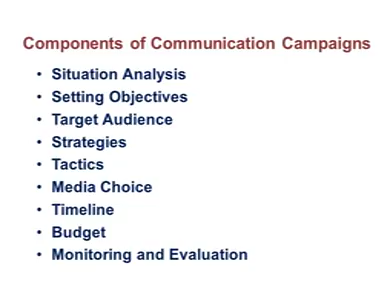 Components of Communication Campaigns
• Situation Analysis
• Setting Objectives
• Target Audience
• Strategies
• Tactics
• Media Choice
• Timeline
• Budget
• Monitoring and Evaluation